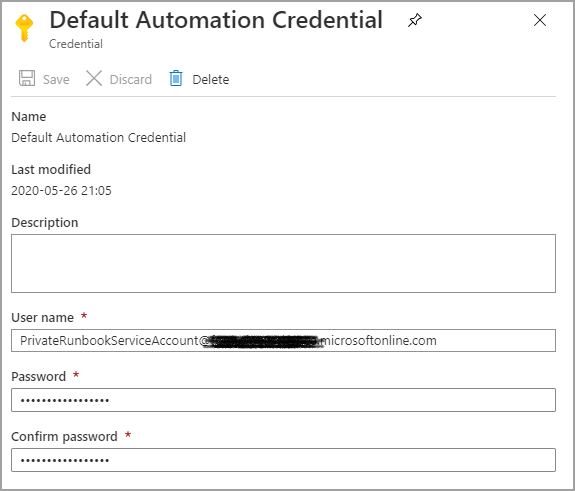 Default Automation Credential
Credential
Save Discard Delete
Name
Default Automation Credential
Last modified
2020-05-26 21:05
Description
User name *
PrivateRunbookServiceAccount@ .microsoftonline.com
Password *
•••••••••••••••••
Confirm password *
•••••••••••••••••